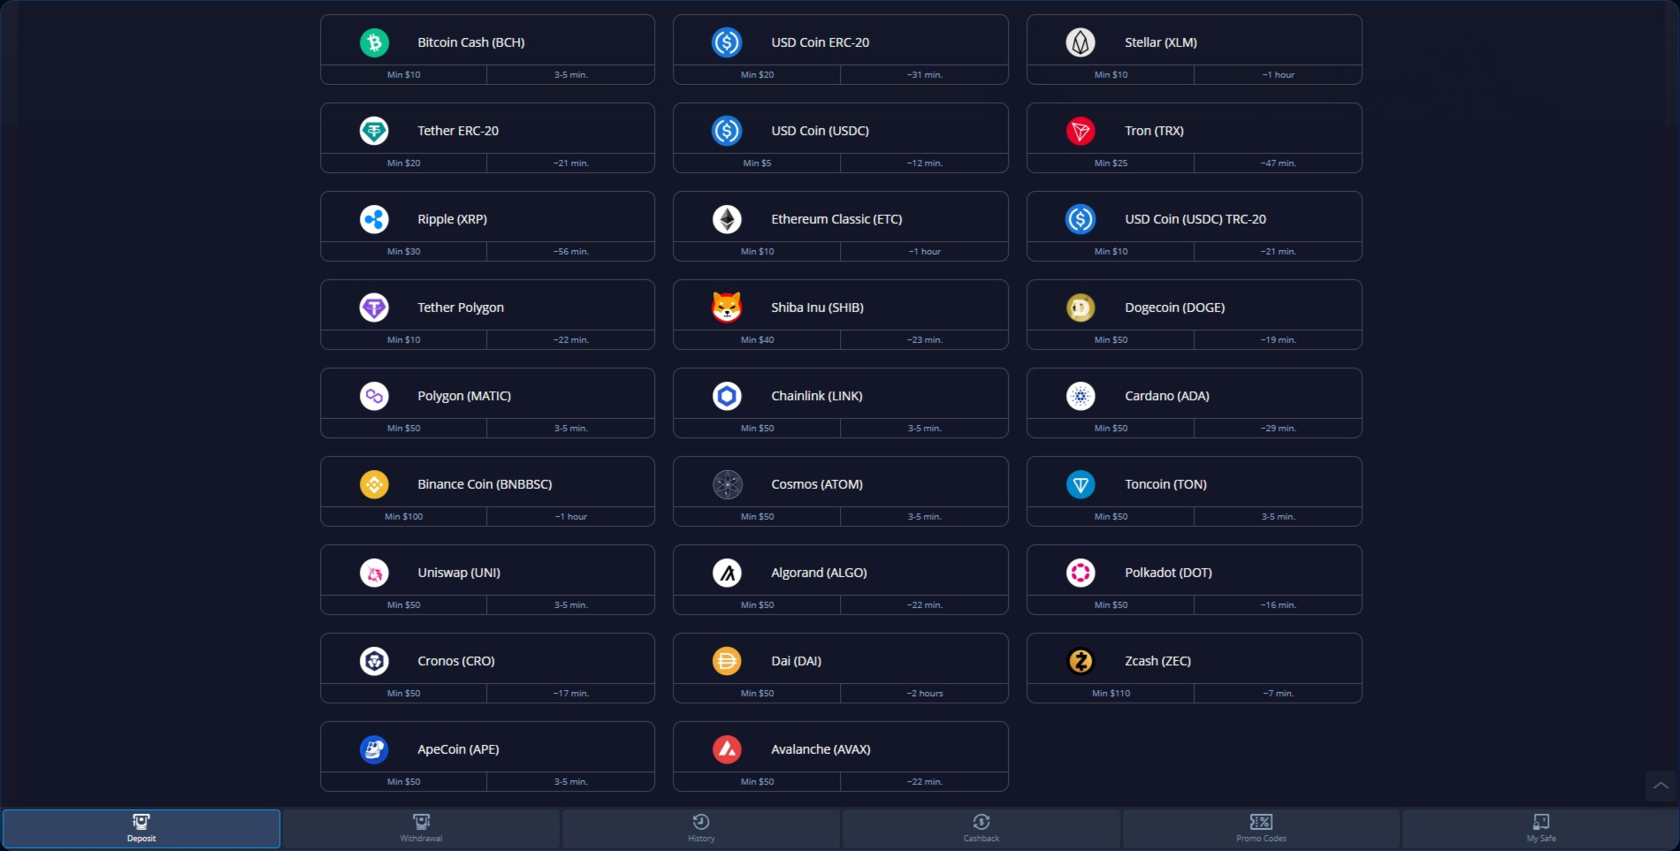 Bitcoin Cash (BCH)
Min $10 3-5 min.
USD Coin ERC-20
Min $20 ~31 min.
Stellar (XLM)
Min $10 ~1 hour
Tether ERC-20
Min $20 ~21 min.
USD Coin (USDC)
Min $5 ~12 min.
Tron (TRX)
Min $25 ~47 min.
Ripple (XRP)
Min $30 ~56 min.
Ethereum Classic (ETC)
Min $10 ~1 hour
USD Coin (USDC) TRC-20
Min $10 ~21 min.
Tether Polygon
Min $10 ~22 min.
Shiba Inu (SHIB)
Min $40 ~23 min.
Dogecoin (DOGE)
Min $50 ~19 min.
Polygon (MATIC)
Min $50 3-5 min.
Chainlink (LINK)
Min $50 3-5 min.
Cardano (ADA)
Min $50 ~29 min.
Binance Coin (BNBBSC)
Min $100 ~1 hour
Cosmos (ATOM)
Min $50 3-5 min.
Toncoin (TON)
Min $50 3-5 min.
Uniswap (UNI)
Min $50 3-5 min.
Algorand (ALGO)
Min $50 ~22 min.
Polkadot (DOT)
Min $50 ~16 min.
Cronos (CRO)
Min $50 ~17 min.
Dai (DAI)
Min $50 ~2 hours
Zcash (ZEC)
Min $110 ~7 min.
ApeCoin (APE)
Min $50 3-5 min.
Avalanche (AVAX)
Min $50 ~22 min.
Deposit
Withdrawal
History
Cashback
Promo Codes
My Safe